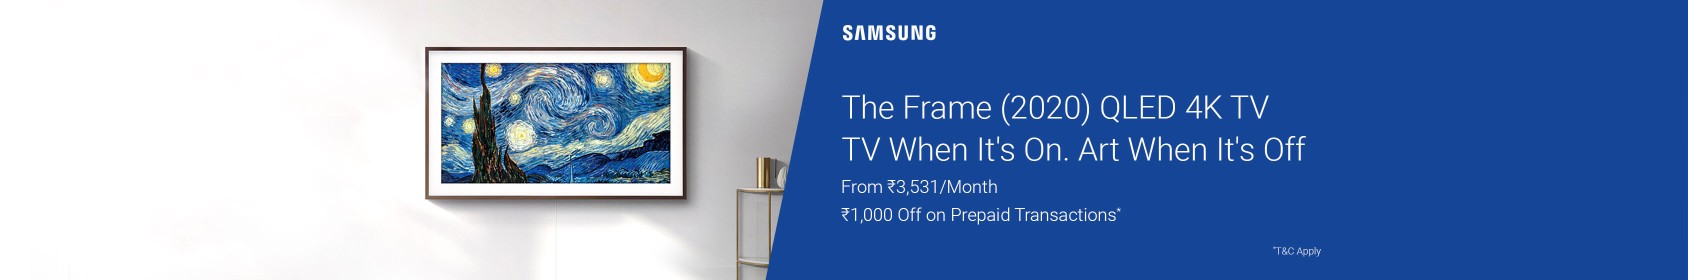 SAMSUNG
The Frame (2020) QLED 4K TV
TV When It's On. Art When It's Off
From ₹3,531/Month
₹1,000 Off on Prepaid Transactions*
*T&C Apply